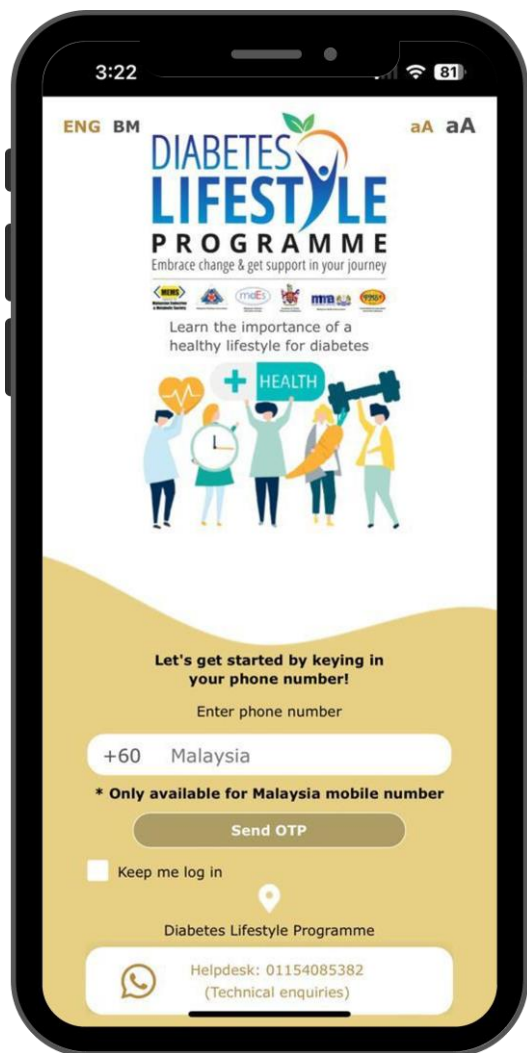 3:22
81
ENG BM
aA aA
DIABETES
LIFESTYLE
PROGRAMME
Embrace change & get support in your journey
MEMS
mdEs
mma
Learn the importance of a
healthy lifestyle for diabetes
HEALTH
Let's get started by keying in
your phone number!
Enter phone number
+60 Malaysia
* Only available for Malaysia mobile number
Send OTP
Keep me log in
Diabetes Lifestyle Programme
Helpdesk: 01154085382
(Technical enquiries)